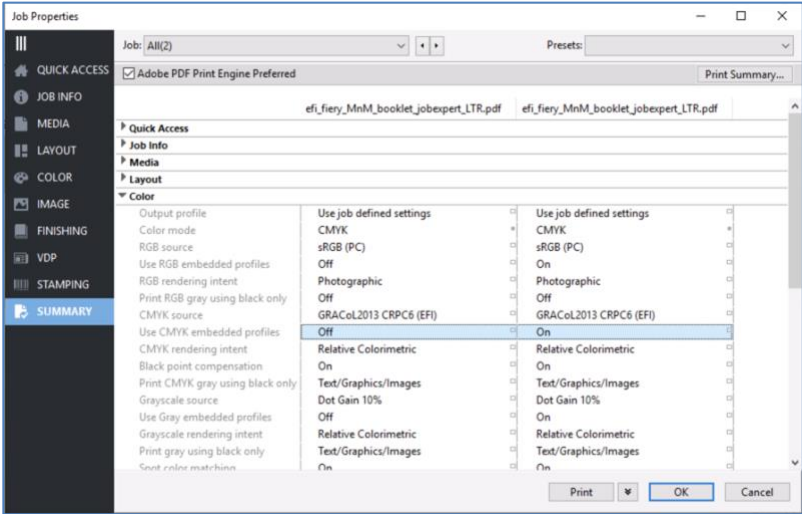 Job Properties
Job: All(2) Presets:
QUICK ACCESS
JOB INFO
MEDIA
LAYOUT
COLOR
IMAGE
FINISHING
VDP
STAMPING
SUMMARY
Adobe PDF Print Engine Preferred Print Summary...
efi_fiery_MnM_booklet_jobexpert_LTR.pdf efi_fiery_MnM_booklet_jobexpert_LTR.pdf
Quick Access
Job Info
Media
Layout
Color
Output profile Use job defined settings Use job defined settings
Color mode CMYK CMYK
RGB source sRGB (PC) sRGB (PC)
Use RGB embedded profiles Off On
RGB rendering intent Photographic Photographic
Print RGB gray using black only Off Off
CMYK source GRACoL2013 CRPC6 (EFI) GRACoL2013 CRPC6 (EFI)
Use CMYK embedded profiles Off On
CMYK rendering intent Relative Colorimetric Relative Colorimetric
Black point compensation On On
Print CMYK gray using black only Text/Graphics/Images Text/Graphics/Images
Grayscale source Dot Gain 10% Dot Gain 10%
Use Gray embedded profiles Off On
Grayscale rendering intent Relative Colorimetric Relative Colorimetric
Print gray using black only Text/Graphics/Images Text/Graphics/Images
Spot color matching On On
Print OK Cancel